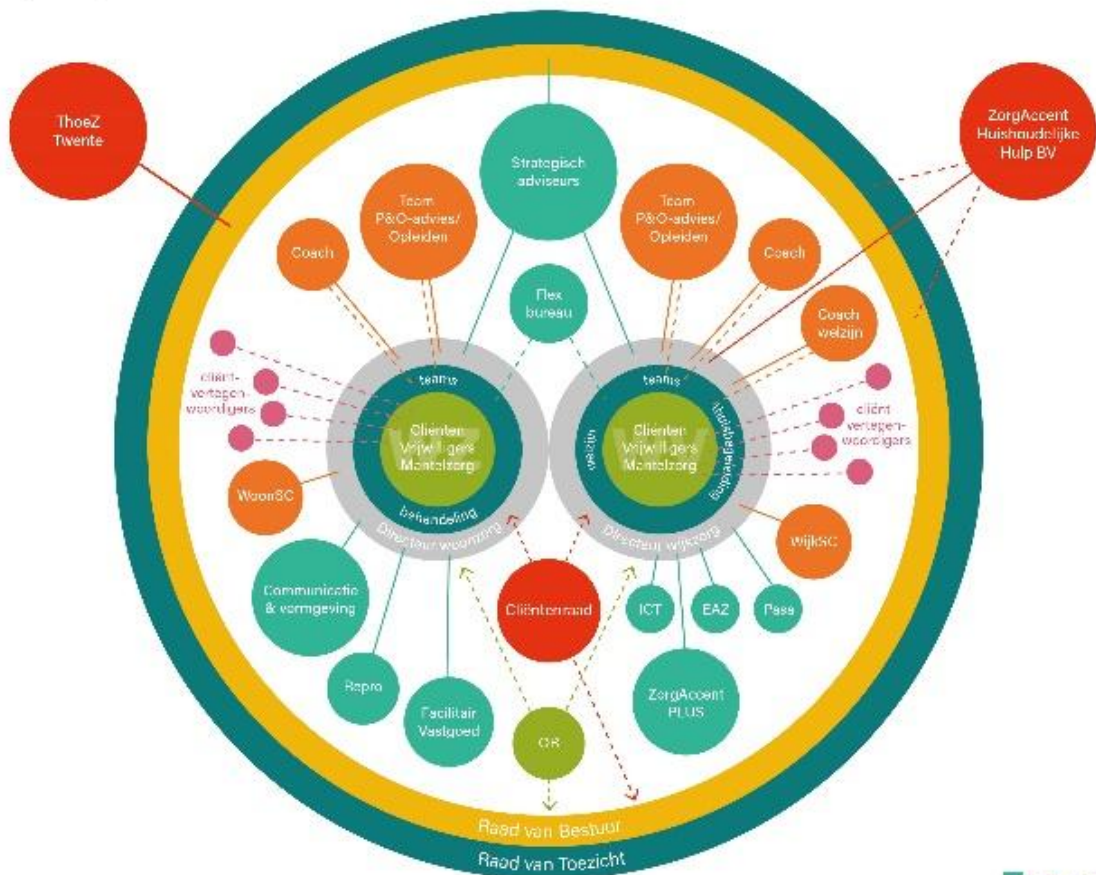 ThoeZ
Twente
ZorgAccent
Huishoudelijke
Hulp BV
Strategisch
adviseurs
Team
P&O-advies/
Opleiden
Team
P&O-advies/
Opleiden
Coach
Coach
Flex
bureau
Coach
welzijn
cliënt-
vertegen-
woordigers
cliënt
vertegen-
woordigers
teams
Cliënten
Vrijwilligers
Mantelzorg
behandeling
Directeur woonzorg
teams
welzijn
thuisbegeleiding
Cliënten
Vrijwilligers
Mantelzorg
Directeur wijkzorg
WoonSC
WijkSC
Communicatie
& vormgeving
Cliëntenraad
ICT
EAZ
Repro
Facilitair
Vastgoed
OR
ZorgAccent
PLUS
Raad van Bestuur
Raad van Toezicht